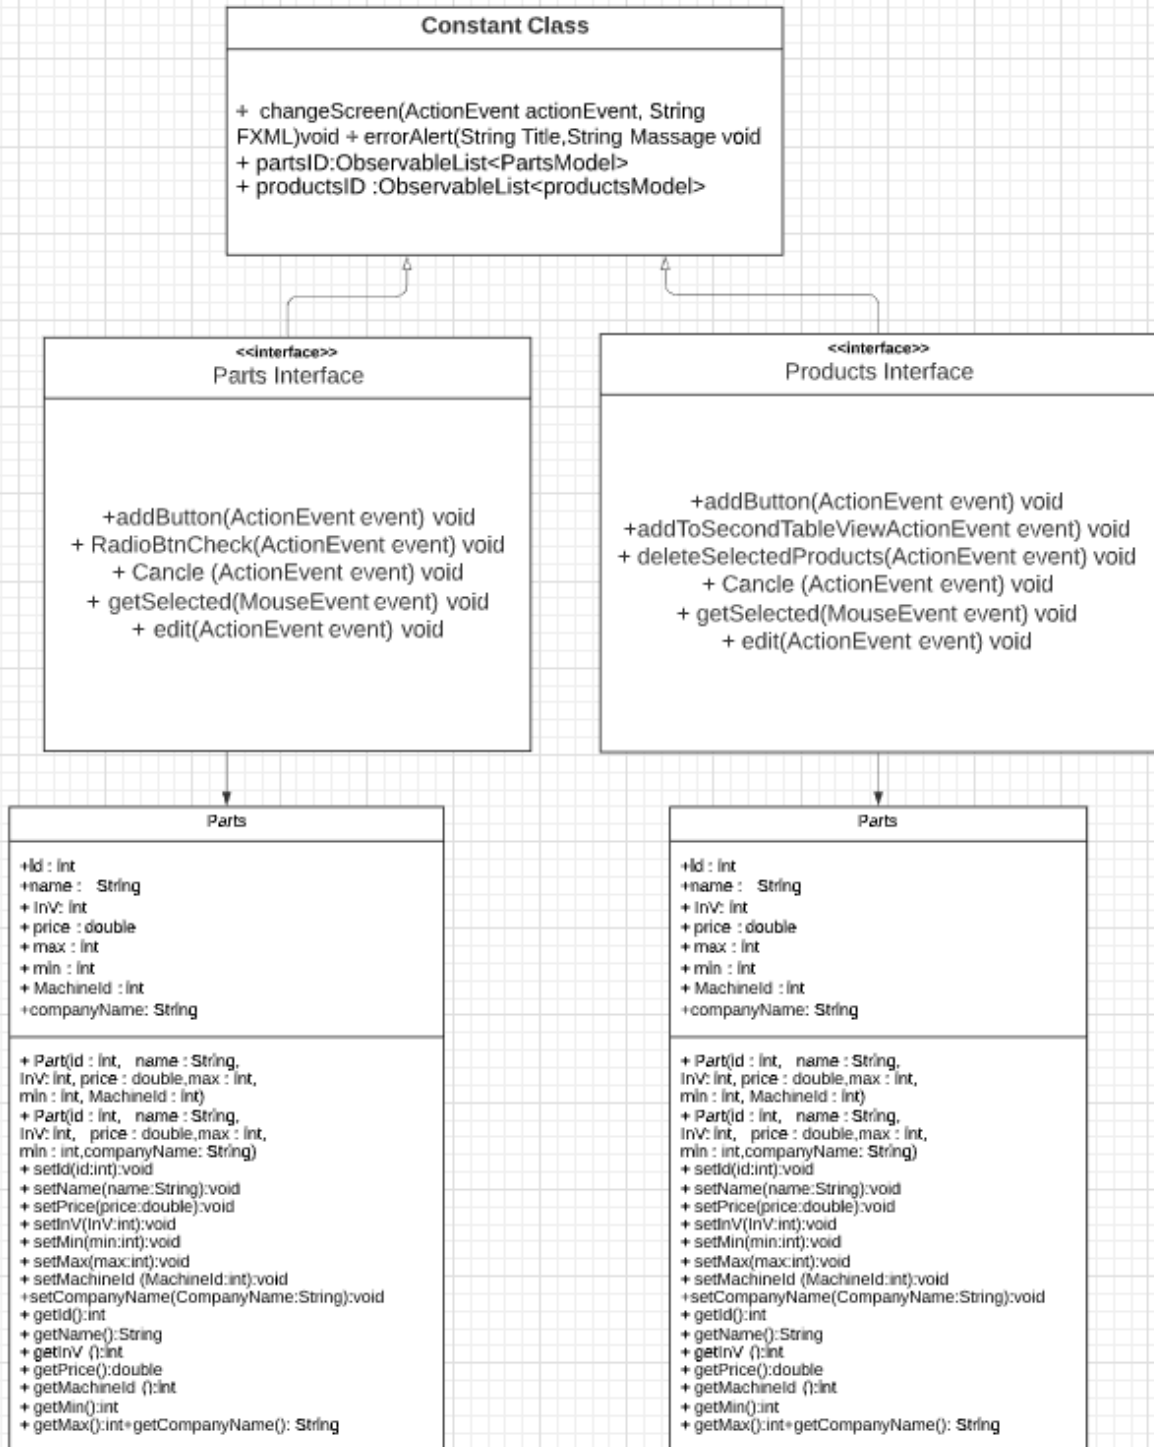 Constant Class
+ changeScreen(ActionEvent actionEvent, String
FXML)void + errorAlert(String Title,String Massage void
+ partsID:ObservableList<PartsModel>
+ productsID :ObservableList<productsModel>
<<interface>>
Parts Interface
+addButton(ActionEvent event) void
+ RadioBtnCheck(ActionEvent event) void
+ Cancle (ActionEvent event) void
+ getSelected(MouseEvent event) void
+ edit(ActionEvent event) void
<<interface>>
Products Interface
+addButton(ActionEvent event) void
+addToSecondTableViewActionEvent event) void
+ deleteSelectedProducts(ActionEvent event) void
+ Cancle (ActionEvent event) void
+ getSelected(MouseEvent event) void
+ edit(ActionEvent event) void
Parts
+id : int
+name : String
+ InV: int
+ price : double
+ max : int
+ min : int
+ MachineId : int
+companyName: String
+ Part(id : int, name : String,
InV: int, price : double,max : int,
min : int, MachineId : int)
+ Part(id : int, name : String,
InV: int, price : double,max : int,
min : int,companyName: String)
+ setId(id:int):void
+ setName(name:String):void
+ setPrice(price:double):void
+ setInV(InV:int):void
+ setMin(min:int):void
+ setMax(max:int):void
+ setMachineId (MachineId:int):void
+setCompanyName(CompanyName:String):void
+ getId():int
+ getName():String
+ getInV ():int
+ getPrice():double
+ getMachineId ():int
+ getMin():int
+ getMax():int+getCompanyName(): String
Parts
+id : int
+name : String
+ InV: int
+ price : double
+ max : int
+ min : int
+ MachineId : int
+companyName: String
+ Part(id : int, name : String,
InV: int, price : double,max : int,
min : int, MachineId : int)
+ Part(id : int, name : String,
InV: int, price : double,max : int,
min : int,companyName: String)
+ setId(id:int):void
+ setName(name:String):void
+ setPrice(price:double):void
+ setInV(InV:int):void
+ setMin(min:int):void
+ setMax(max:int):void
+ setMachineId (MachineId:int):void
+setCompanyName(CompanyName:String):void
+ getId():int
+ getName():String
+ getInV ():int
+ getPrice():double
+ getMachineId ():int
+ getMin():int
+ getMax():int+getCompanyName(): String